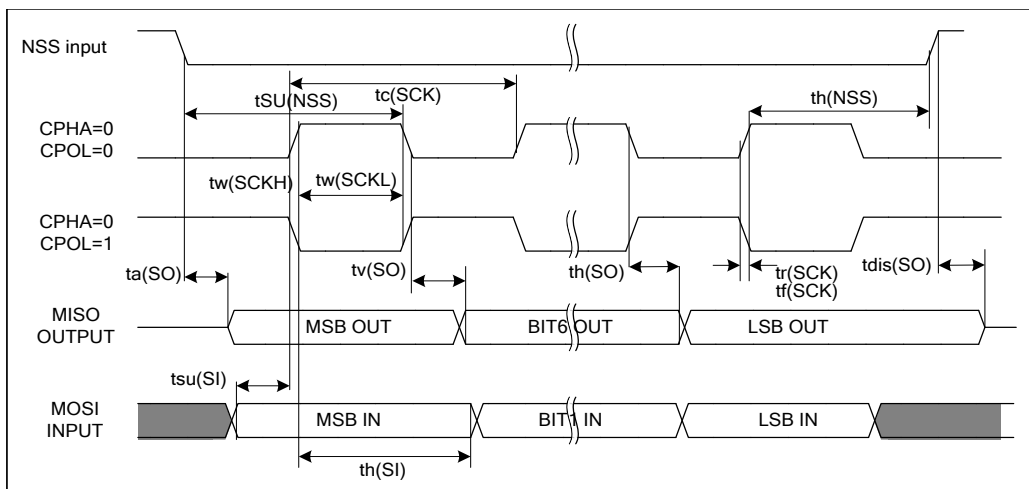 NSS input
tc(SCK)
tSU(NSS)
th(NSS)
CPHA=0
CPOL=0
tw(SCKH)
tw(SCKL)
CPHA=0
CPOL=1
ta(SO)
tv(SO)
th(SO)
tr(SCK)
tf(SCK)
tdis(SO)
MISO
OUTPUT
MSB OUT
BIT6 OUT
LSB OUT
tsu(SI)
MOSI
INPUT
MSB IN
BIT1 IN
LSB IN
th(SI)